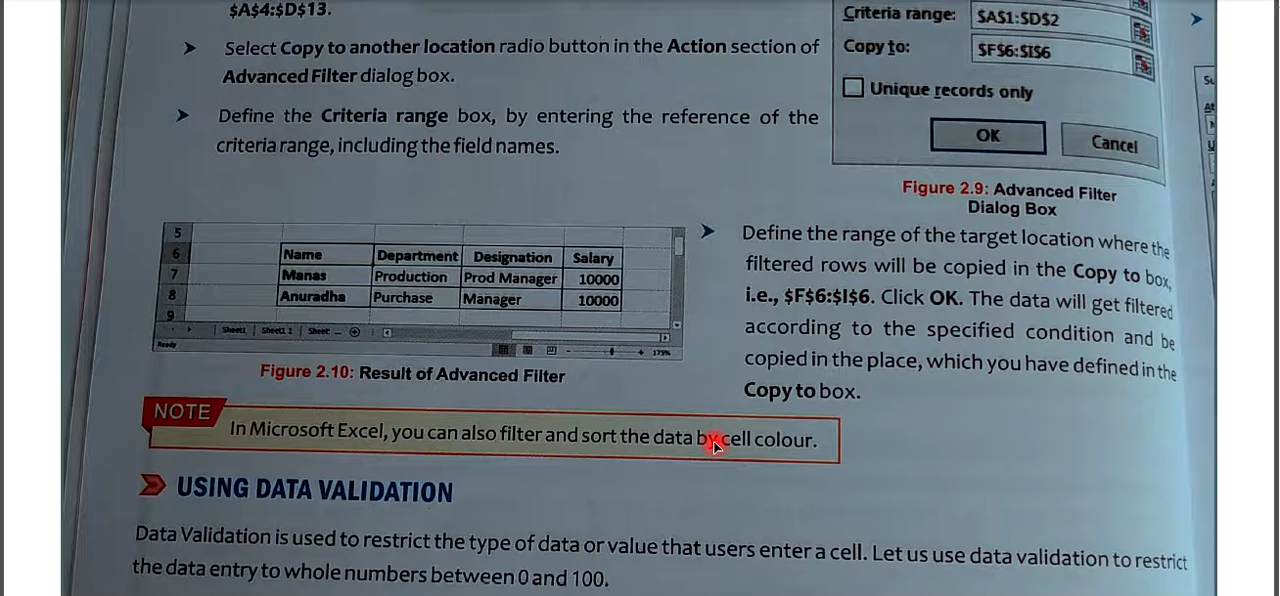 $A$4:$D$13.
➤ Select Copy to another location radio button in the Action section of
Advanced Filter dialog box.
➤ Define the Criteria range box, by entering the reference of the
criteria range, including the field names.
Criteria range: $A$1:$D$2
Copy to: $F$6:$I$6
Unique records only
OK Cancel
Figure 2.9: Advanced Filter
Dialog Box
5
6 Name Department Designation Salary
7 Manas Production Prod Manager 10000
8 Anuradha Purchase Manager 10000
9
Sheet1 Sheet1 2 Sheet ...
Ready 175%
Figure 2.10: Result of Advanced Filter
➤ Define the range of the target location where the
filtered rows will be copied in the Copy to box,
i.e., $F$6:$I$6. Click OK. The data will get filtered
according to the specified condition and be
copied in the place, which you have defined in the
Copy to box.
NOTE
In Microsoft Excel, you can also filter and sort the data by cell colour.
USING DATA VALIDATION
Data Validation is used to restrict the type of data or value that users enter a cell. Let us use data validation to restrict
the data entry to whole numbers between 0 and 100.